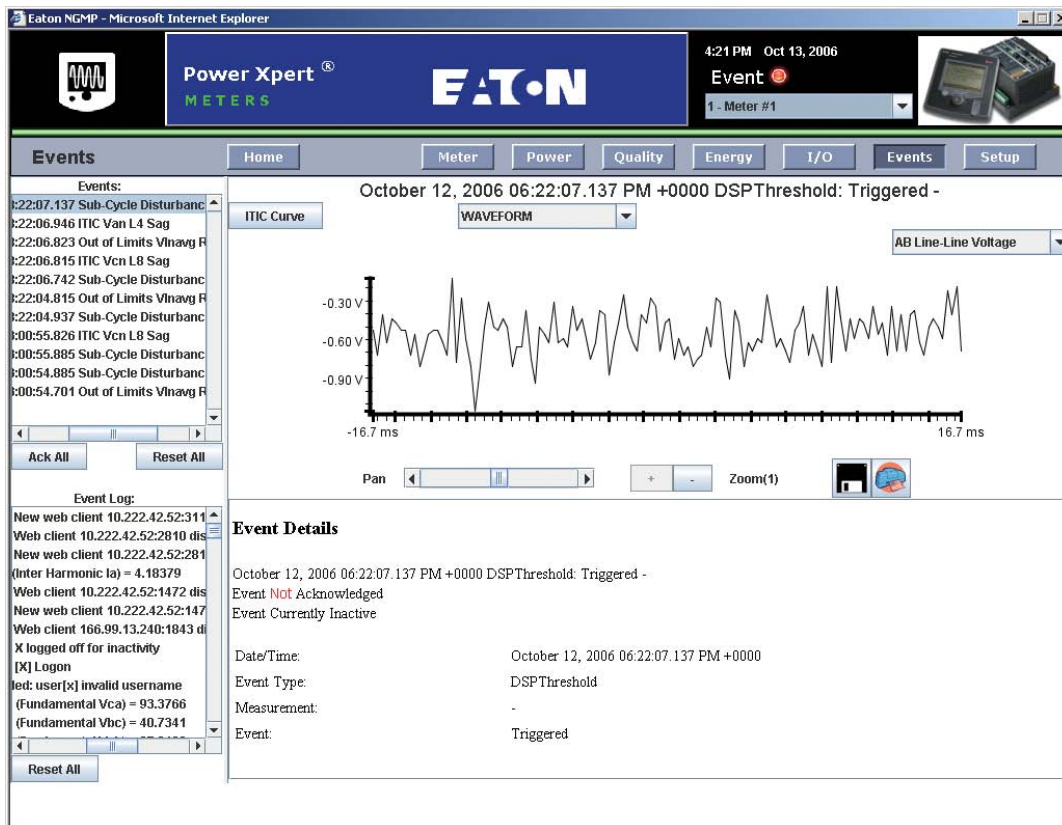 Eaton NGMP - Microsoft Internet Explorer
Power Xpert ®
METERS
EATON
4:21 PM Oct 13, 2006
Event
1 - Meter #1
Events
Home
Meter
Power
Quality
Energy
I/O
Events
Setup
Events:
:22:07.137 Sub-Cycle Disturbanc
:22:06.946 ITIC Van L4 Sag
:22:06.823 Out of Limits Vlnavg R
:22:06.815 ITIC Vcn L8 Sag
:22:06.742 Sub-Cycle Disturbanc
:22:04.815 Out of Limits Vlnavg R
:22:04.937 Sub-Cycle Disturbanc
:00:55.826 ITIC Vcn L8 Sag
:00:55.885 Sub-Cycle Disturbanc
:00:54.885 Sub-Cycle Disturbanc
:00:54.701 Out of Limits Vlnavg R
Ack All
Reset All
Event Log:
New web client 10.222.42.52:311
Web client 10.222.42.52:2810 dis
New web client 10.222.42.52:281
(Inter Harmonic Ia) = 4.18379
Web client 10.222.42.52:1472 dis
New web client 10.222.42.52:147
Web client 166.99.13.240:1843 di
X logged off for inactivity
[X] Logon
led: user[x] invalid username
(Fundamental Vca) = 93.3766
(Fundamental Vbc) = 40.7341
Reset All
October 12, 2006 06:22:07.137 PM +0000 DSPThreshold: Triggered -
ITIC Curve
WAVEFORM
AB Line-Line Voltage
-0.30 V
-0.60 V
-0.90 V
-16.7 ms
16.7 ms
Pan
+
-
Zoom(1)
Event Details
October 12, 2006 06:22:07.137 PM +0000 DSPThreshold: Triggered -
Event Not Acknowledged
Event Currently Inactive
Date/Time: October 12, 2006 06:22:07.137 PM +0000
Event Type: DSPThreshold
Measurement: -
Event: Triggered